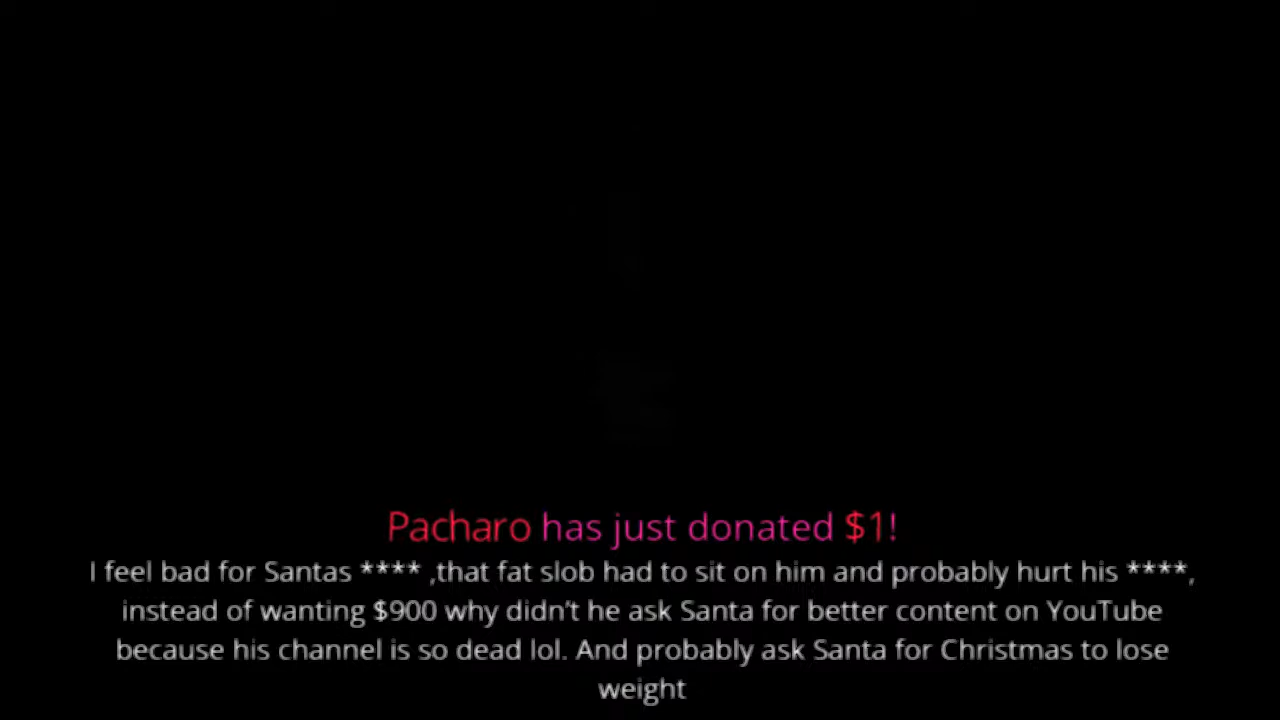 Pacharo has just donated $1!
I feel bad for Santas **** ,that fat slob had to sit on him and probably hurt his ****,
instead of wanting $900 why didn't he ask Santa for better content on YouTube
because his channel is so dead lol. And probably ask Santa for Christmas to lose
weight